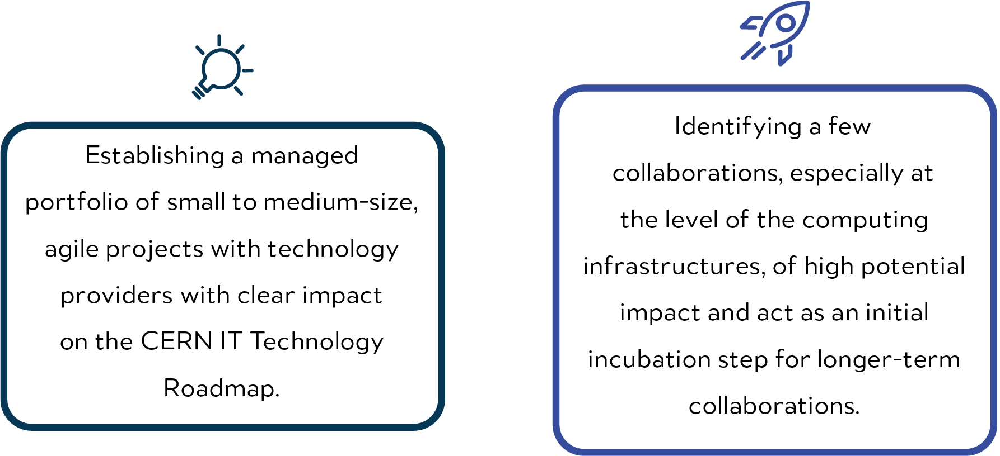 Establishing a managed
portfolio of small to medium-size,
agile projects with technology
providers with clear impact
on the CERN IT Technology
Roadmap.
Identifying a few
collaborations, especially at
the level of the computing
infrastructures, of high potential
impact and act as an initial
incubation step for longer-term
collaborations.